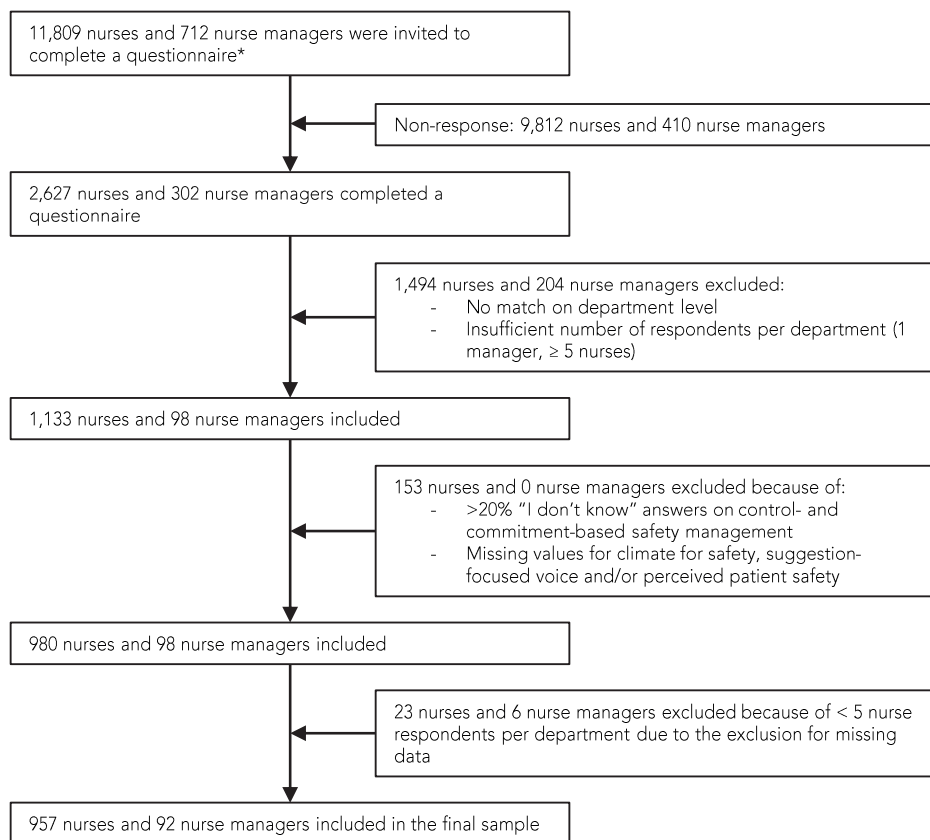 11,809 nurses and 712 nurse managers were invited to
complete a questionnaire*
Non-response: 9,812 nurses and 410 nurse managers
2,627 nurses and 302 nurse managers completed a
questionnaire
1,494 nurses and 204 nurse managers excluded:
- No match on department level
- Insufficient number of respondents per department (1
manager, ≥ 5 nurses)
1,133 nurses and 98 nurse managers included
153 nurses and 0 nurse managers excluded because of:
- >20% “I don’t know” answers on control- and
commitment-based safety management
- Missing values for climate for safety, suggestion-
focused voice and/or perceived patient safety
980 nurses and 98 nurse managers included
23 nurses and 6 nurse managers excluded because of < 5 nurse
respondents per department due to the exclusion for missing
data
957 nurses and 92 nurse managers included in the final sample